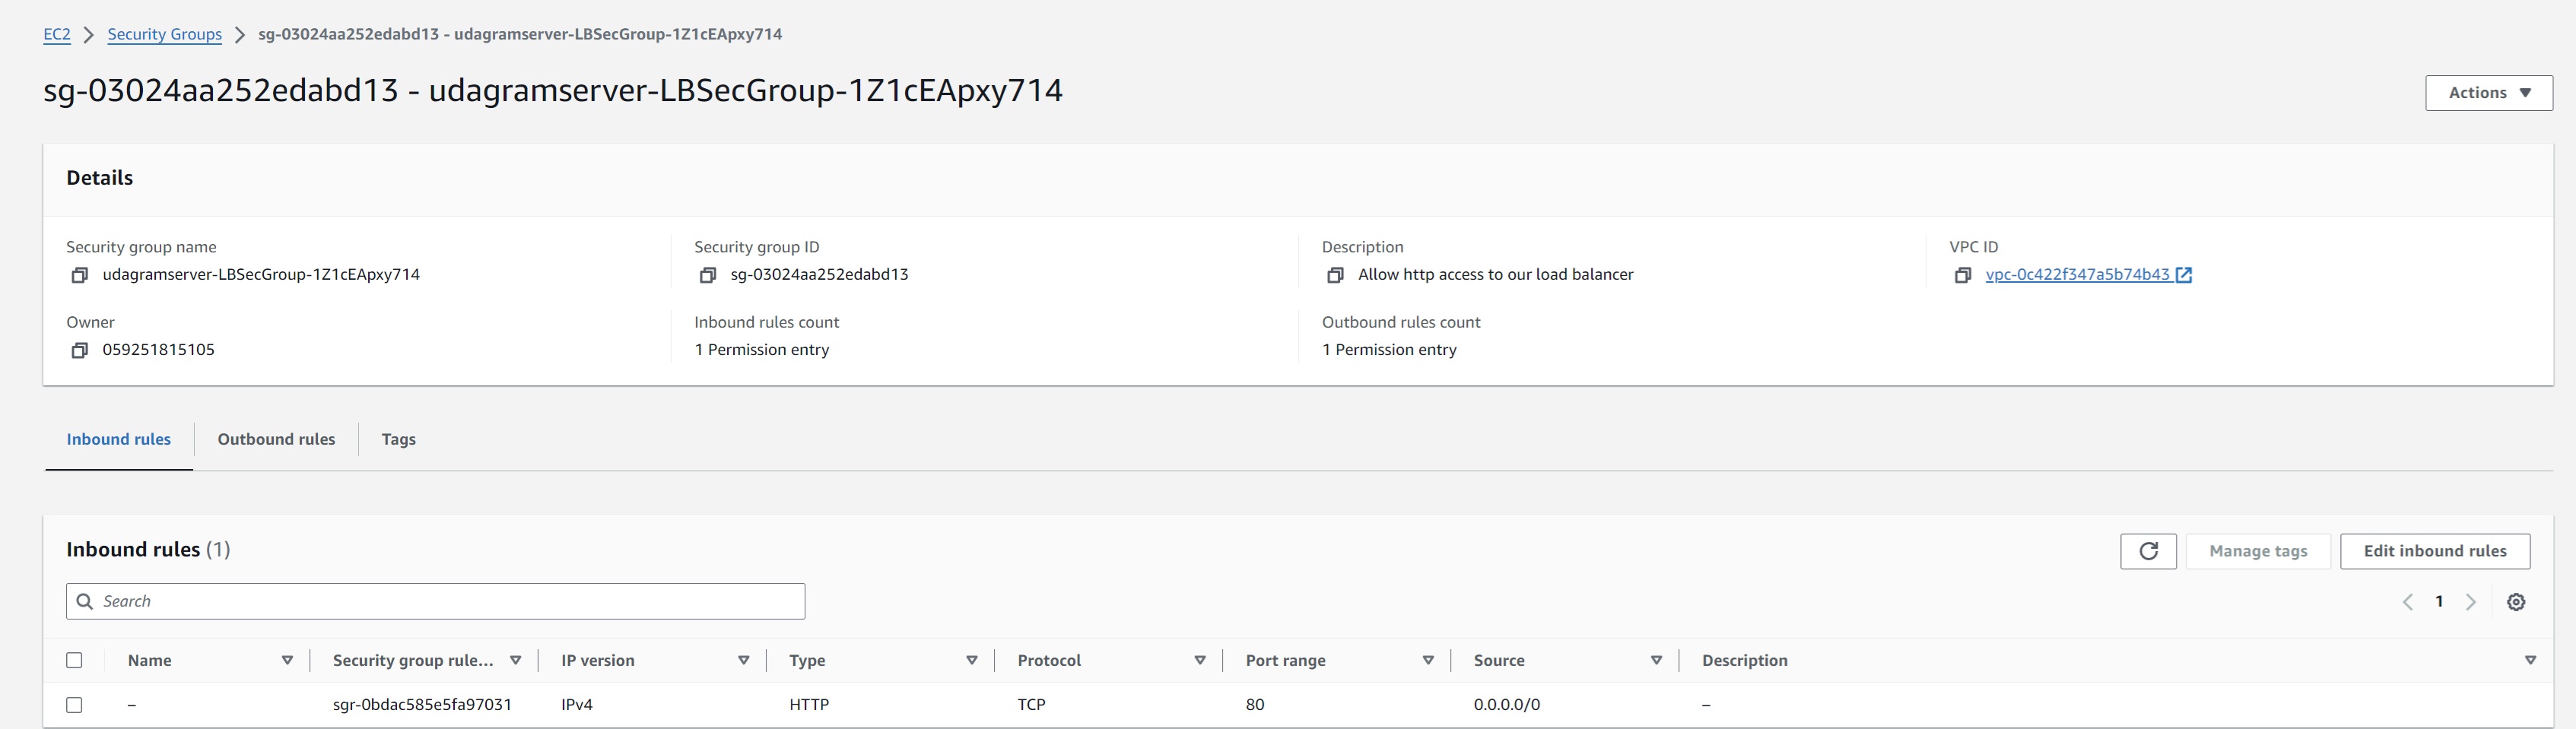 EC2 > Security Groups > sg-03024aa252edabd13 - udagramserver-LBSecGroup-1Z1cEApxy714
sg-03024aa252edabd13 - udagramserver-LBSecGroup-1Z1cEApxy714
Actions
Details
Security group name Security group ID Description VPC ID
udagramserver-LBSecGroup-1Z1cEApxy714 sg-03024aa252edabd13 Allow http access to our load balancer vpc-0c422f347a5b74b43
Owner Inbound rules count Outbound rules count
059251815105 1 Permission entry 1 Permission entry
Inbound rules Outbound rules Tags
Inbound rules (1) Manage tags Edit inbound rules
Search 1
Name Security group rule... IP version Type Protocol Port range Source Description
– sgr-0bdac585e5fa97031 IPv4 HTTP TCP 80 0.0.0.0/0 –